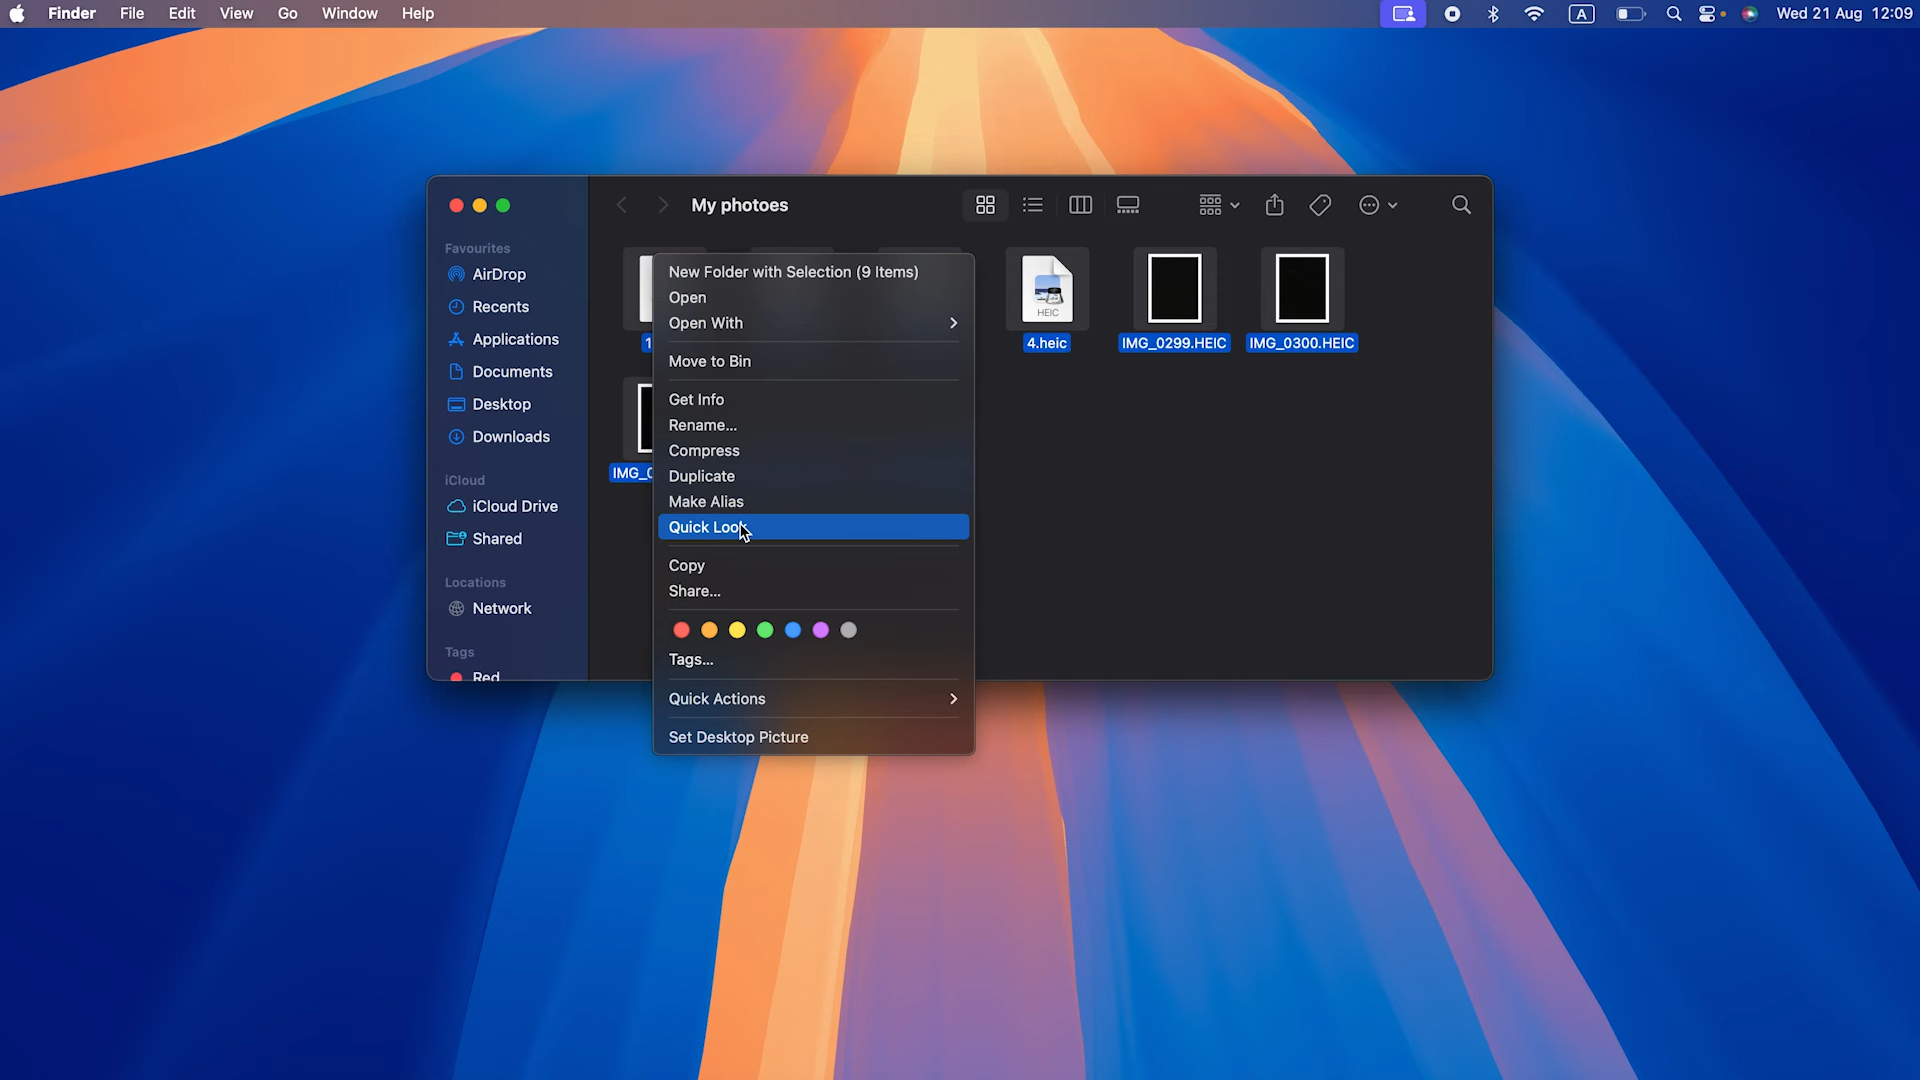 Finder File Edit View Go Window Help A Wed 21 Aug 12:09
My photoes
Favourites
AirDrop
Recents
Applications
Documents
Desktop
Downloads
iCloud
iCloud Drive
Shared
Locations
Network
Tags
Red
1
HEIC
4.heic
IMG_0299.HEIC
IMG_0300.HEIC
New Folder with Selection (9 Items)
Open
Open With
Move to Bin
Get Info
Rename...
Compress
Duplicate
Make Alias
Quick Look
Copy
Share...
Tags...
Quick Actions
Set Desktop Picture